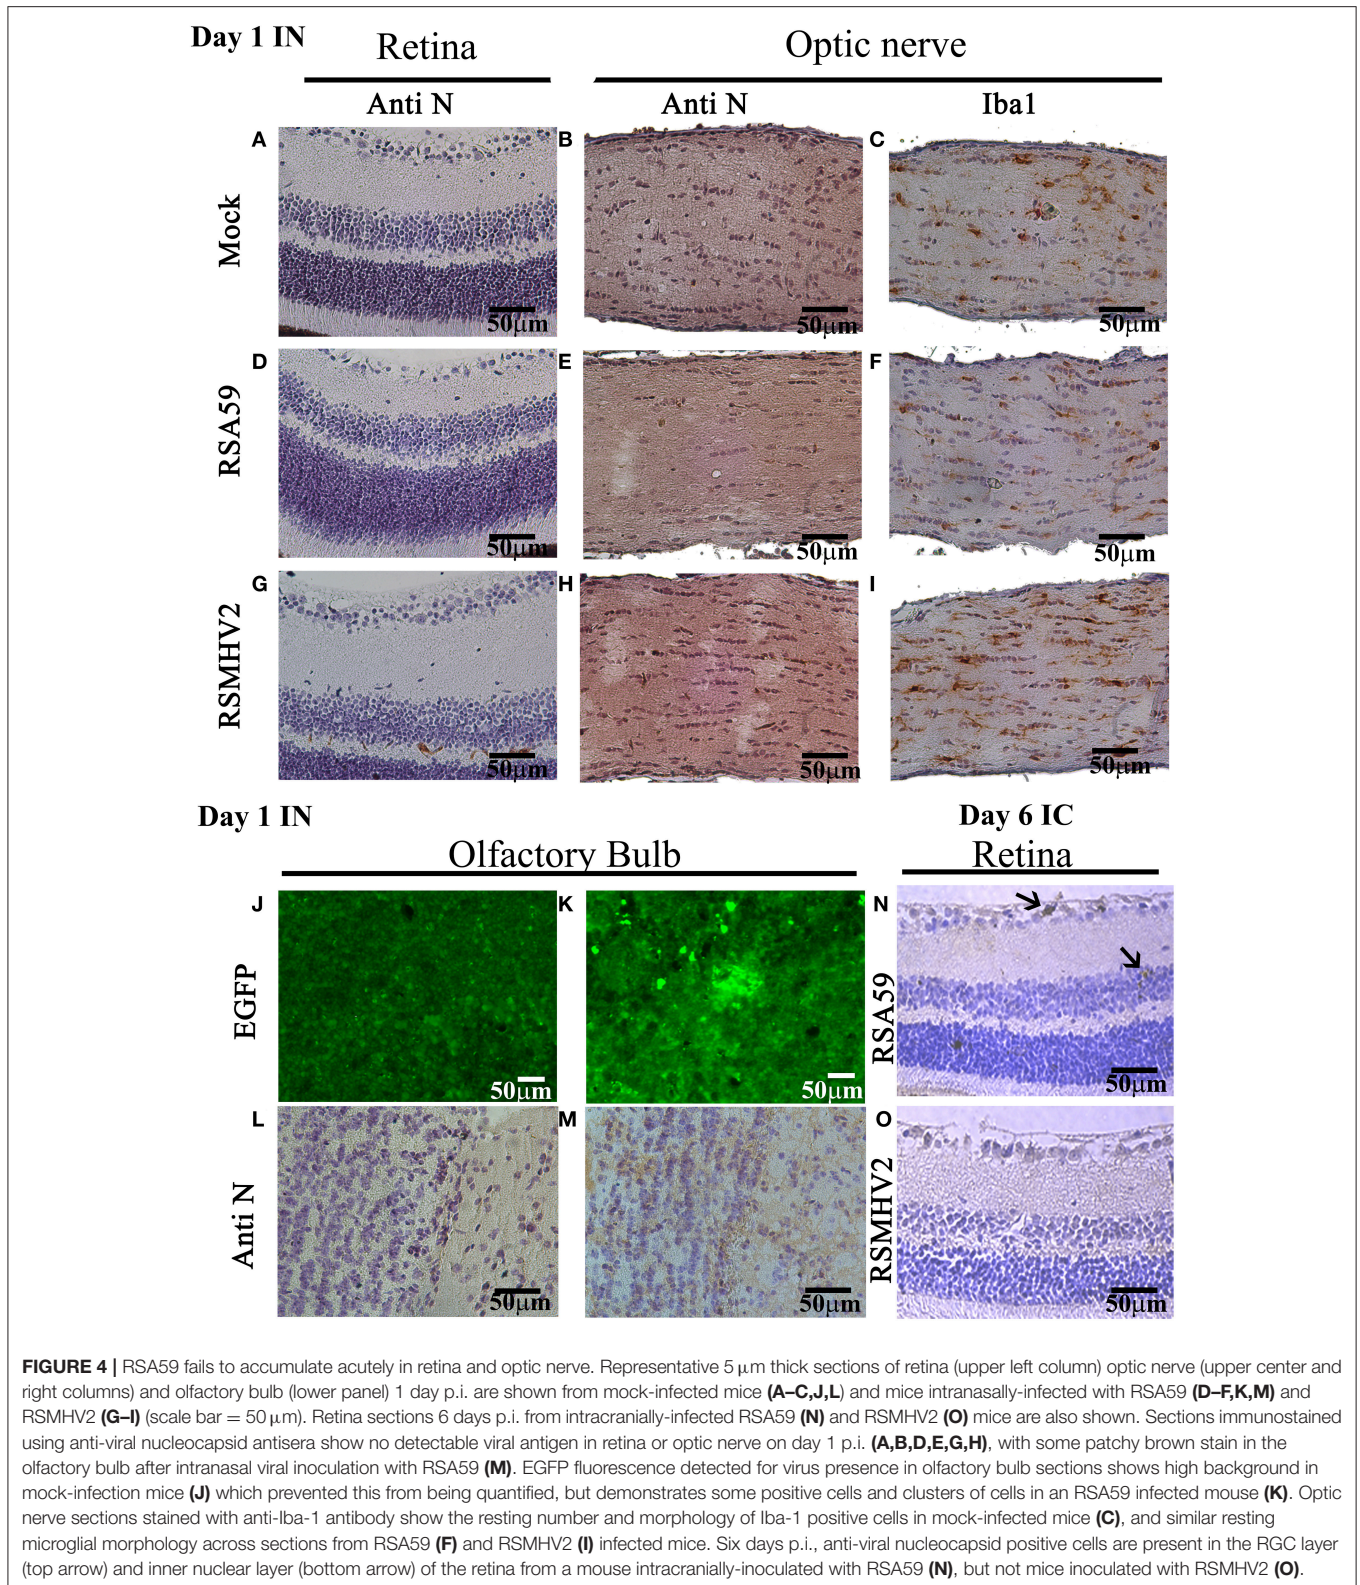 Day 1 IN
Retina
Optic nerve
Anti N
Anti N
Iba1
A
B
C
Mock
50µm
50µm
50µm
D
E
F
RSA59
50µm
50µm
50µm
G
H
I
RSMHV2
50µm
50µm
50µm
Day 1 IN
Day 6 IC
Olfactory Bulb
Retina
J
K
N
EGFP
RSA59
50µm
50µm
50µm
L
M
O
Anti N
RSMHV2
50µm
50µm
50µm
FIGURE 4 | RSA59 fails to accumulate acutely in retina and optic nerve. Representative 5 µm thick sections of retina (upper left column) optic nerve (upper center and
right columns) and olfactory bulb (lower panel) 1 day p.i. are shown from mock-infected mice (A–C,J,L) and mice intranasally-infected with RSA59 (D–F,K,M) and
RSMHV2 (G–I) (scale bar = 50 µm). Retina sections 6 days p.i. from intracranially-infected RSA59 (N) and RSMHV2 (O) mice are also shown. Sections immunostained
using anti-viral nucleocapsid antisera show no detectable viral antigen in retina or optic nerve on day 1 p.i. (A,B,D,E,G,H), with some patchy brown stain in the
olfactory bulb after intranasal viral inoculation with RSA59 (M). EGFP fluorescence detected for virus presence in olfactory bulb sections shows high background in
mock-infection mice (J) which prevented this from being quantified, but demonstrates some positive cells and clusters of cells in an RSA59 infected mouse (K). Optic
nerve sections stained with anti-Iba-1 antibody show the resting number and morphology of Iba-1 positive cells in mock-infected mice (C), and similar resting
microglial morphology across sections from RSA59 (F) and RSMHV2 (I) infected mice. Six days p.i., anti-viral nucleocapsid positive cells are present in the RGC layer
(top arrow) and inner nuclear layer (bottom arrow) of the retina from a mouse intracranially-inoculated with RSA59 (N), but not mice inoculated with RSMHV2 (O).